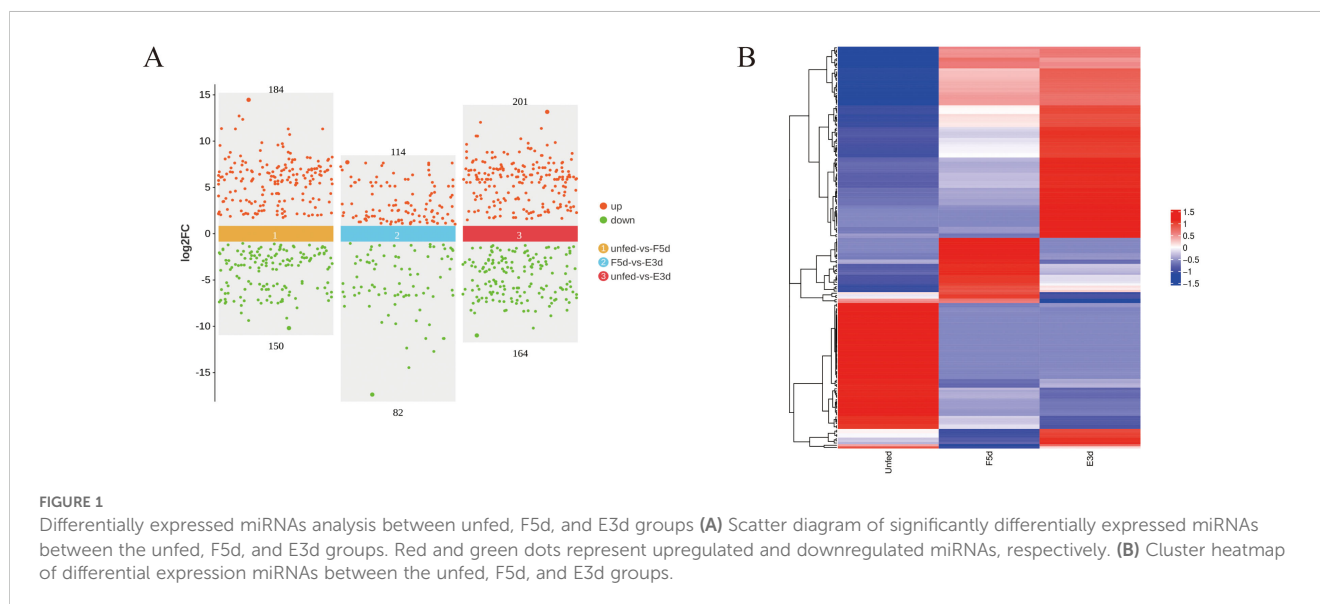 A
B
184
15
201
10
114
5
up
down
log2FC
0
1
2
3
1 unfed-vs-F5d
2 F5d-vs-E3d
3 unfed-vs-E3d
-5
-10
150
164
-15
82
1.5
1
0.5
0
−0.5
−1
−1.5
Unfed
F5d
E3d
FIGURE 1
Differentially expressed miRNAs analysis between unfed, F5d, and E3d groups (A) Scatter diagram of significantly differentially expressed miRNAs
between the unfed, F5d, and E3d groups. Red and green dots represent upregulated and downregulated miRNAs, respectively. (B) Cluster heatmap
of differential expression miRNAs between the unfed, F5d, and E3d groups.